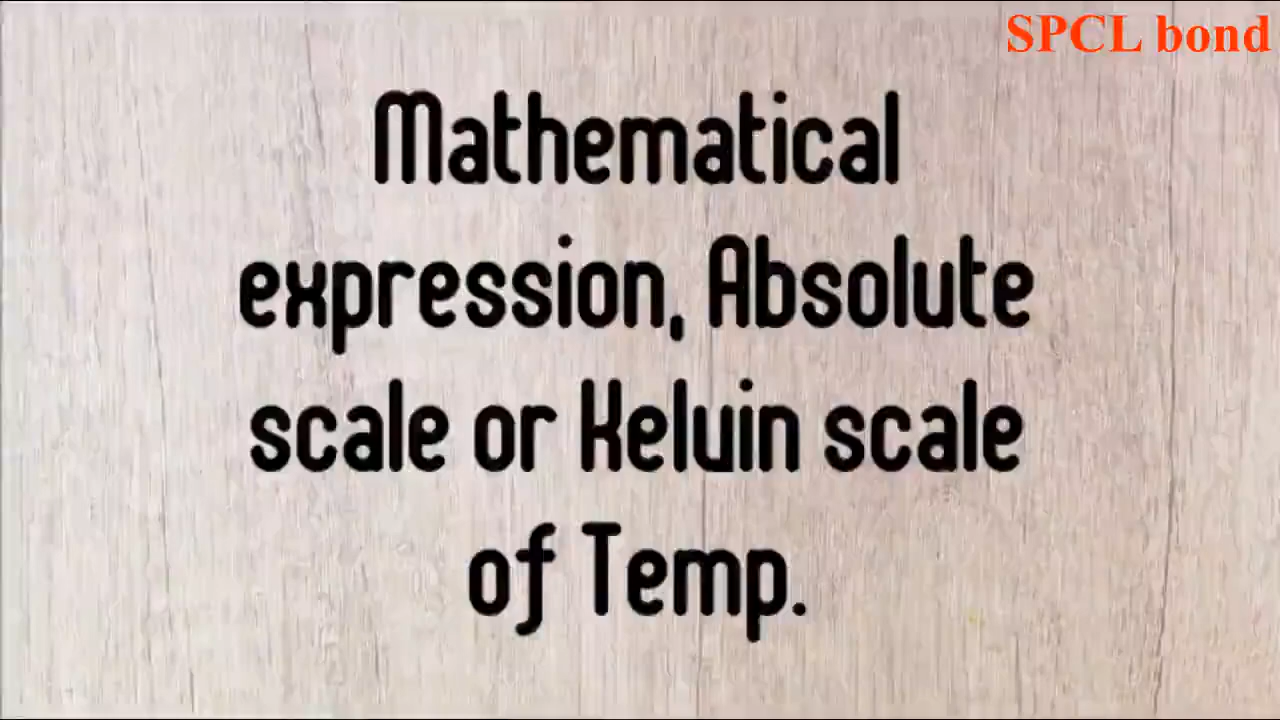 SPCL bond
Mathematical
expression, Absolute
scale or Kelvin scale
of Temp.